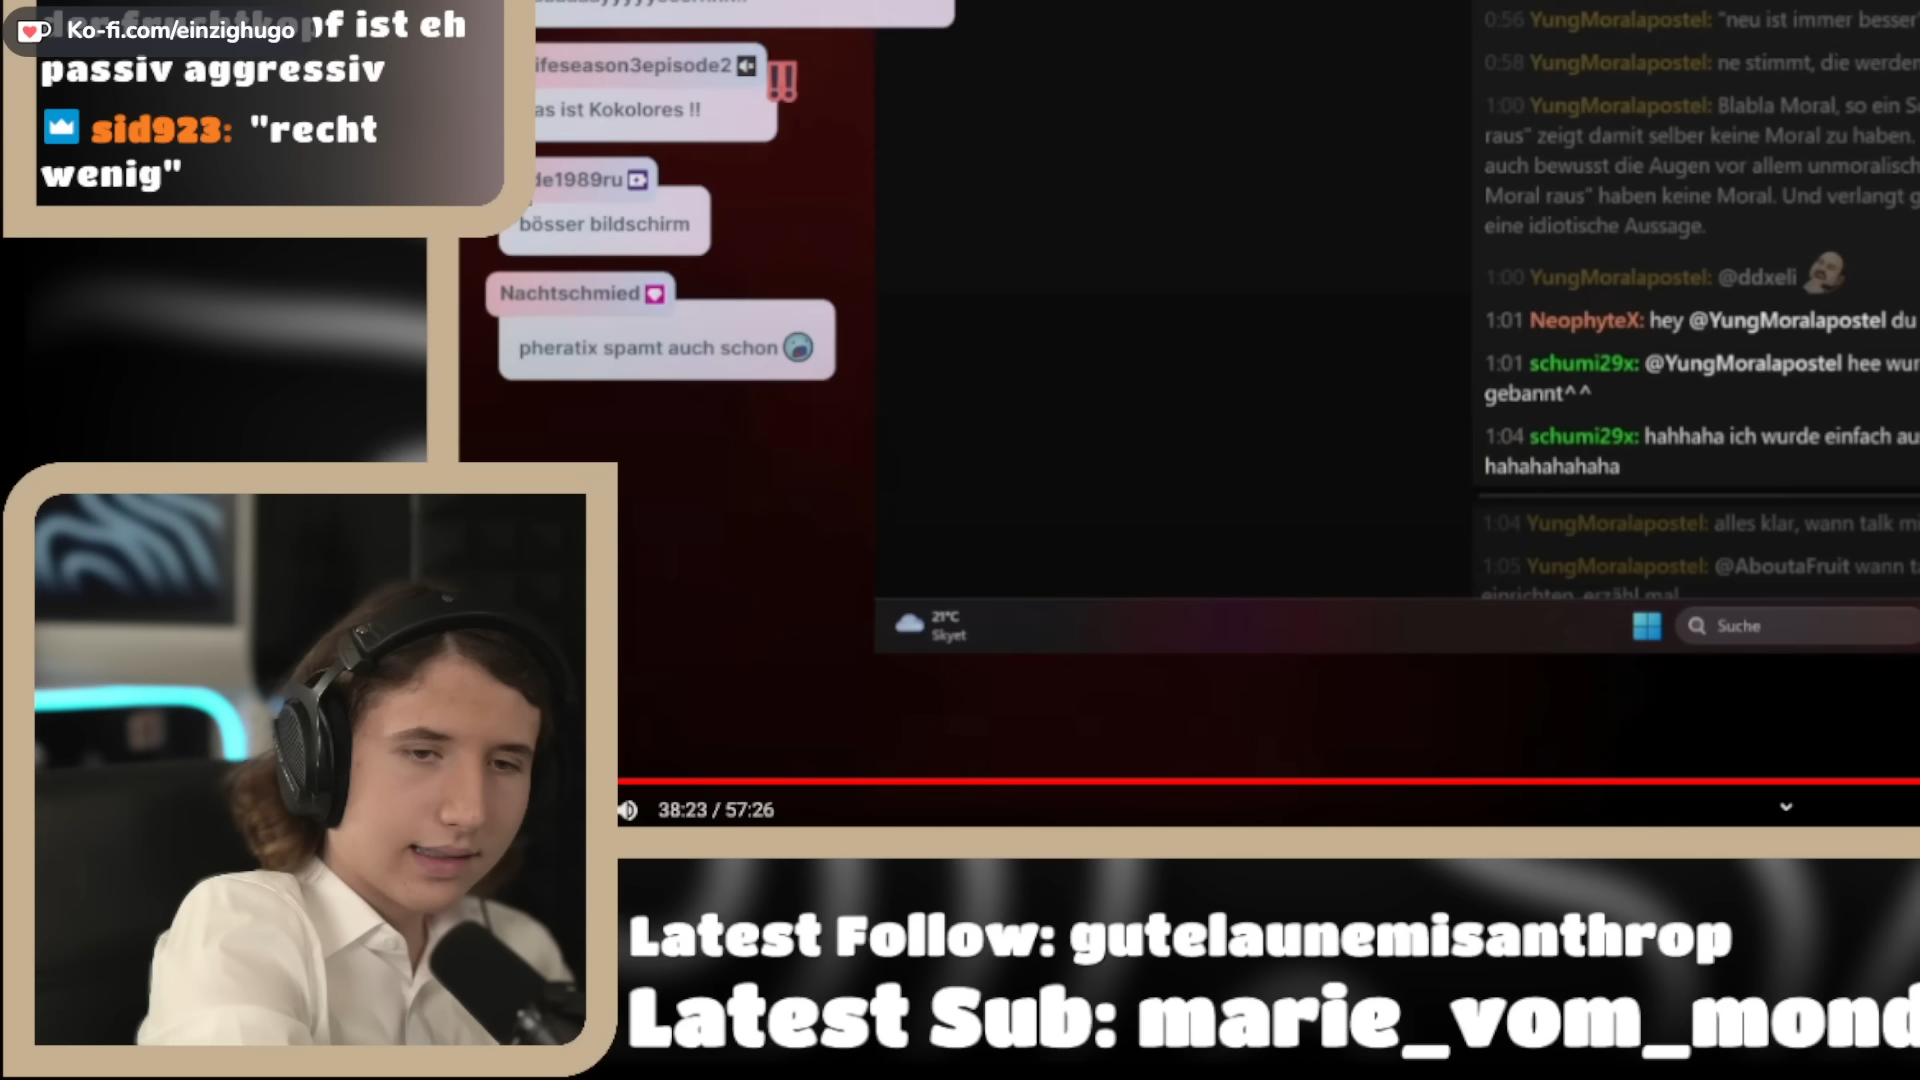 Ko-fi.com/einzighugo
ist eh
passiv aggressiv
sid923: "recht
wenig"
ifeseason3episode2
as ist Kokolores !!
de1989ru
bösser bildschirm
Nachtschmied
pheratix spamt auch schon
0:56 YungMoralapostel: "neu ist immer besser"
0:58 YungMoralapostel: ne stimmt, die werden
1:00 YungMoralapostel: Blabla Moral, so ein
raus" zeigt damit selber keine Moral zu haben.
auch bewusst die Augen vor allem unmoralisch
Moral raus" haben keine Moral. Und verlangt
eine idiotische Aussage.
1:00 YungMoralapostel: @ddxeli
1:01 NeophyteX: hey @YungMoralapostel du
1:01 schumi29x: @YungMoralapostel hee wur
gebannt^^
1:04 schumi29x: hahhaha ich wurde einfach au
hahahahahaha
1:04 YungMoralapostel: alles klar, wann talk m
1:05 YungMoralapostel: @AboutaFruit wann ta
einrichten, erzähl mal
21°C
Skyet
Suche
38:23 / 57:26
Latest Follow: gutelaunemisanthrop
Latest Sub: marie_vom_mond